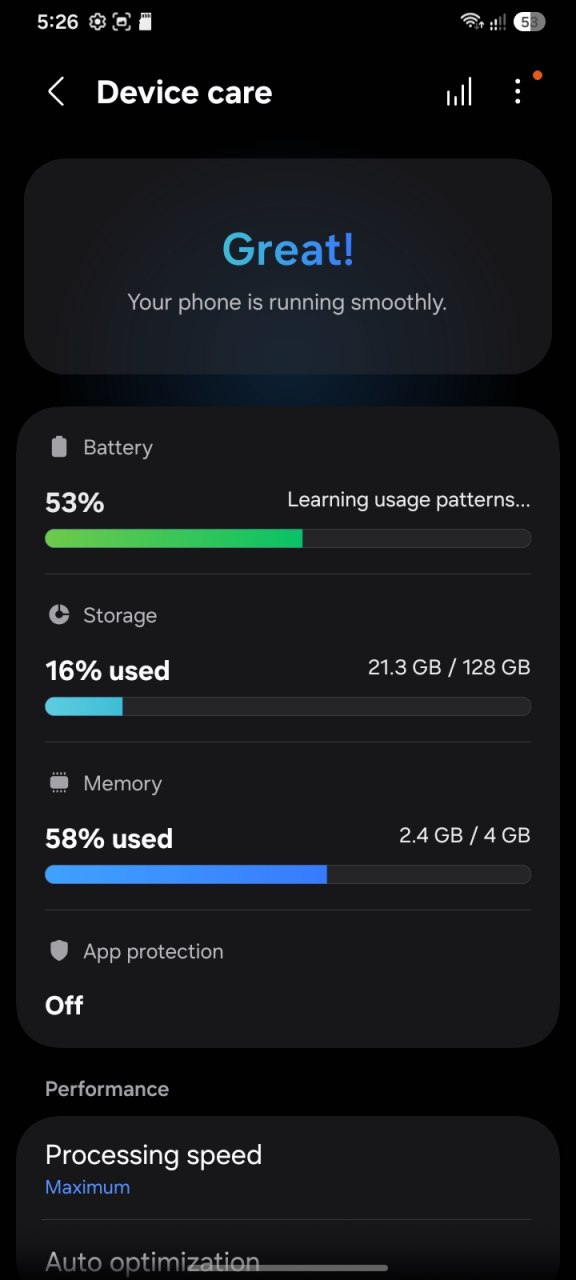 5:26
53
Device care
Great!
Your phone is running smoothly.
Battery
53%
Learning usage patterns...
Storage
16% used
21.3 GB / 128 GB
Memory
58% used
2.4 GB / 4 GB
App protection
Off
Performance
Processing speed
Maximum
Auto optimization